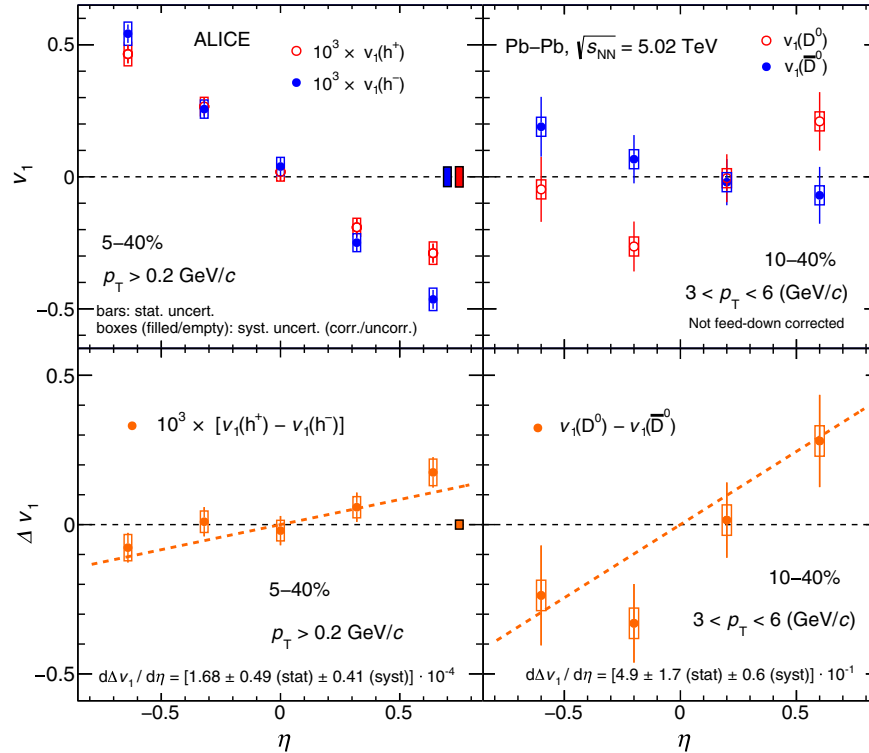 ALICE
10³ × v₁(h⁺)
10³ × v₁(h⁻)
5–40%
p_T > 0.2 GeV/c
bars: stat. uncert.
boxes (filled/empty): syst. uncert. (corr./uncorr.)
v₁
0.5
0
−0.5
Pb–Pb, √s_NN = 5.02 TeV
v₁(D⁰)
v₁(D̅⁰)
10–40%
3 < p_T < 6 (GeV/c)
Not feed-down corrected
10³ × [v₁(h⁺) − v₁(h⁻)]
5–40%
p_T > 0.2 GeV/c
dΔv₁/dη = [1.68 ± 0.49 (stat) ± 0.41 (syst)] · 10⁻⁴
Δv₁
0.5
0
−0.5
−0.5
0
0.5
η
v₁(D⁰) − v₁(D̅⁰)
10–40%
3 < p_T < 6 (GeV/c)
dΔv₁/dη = [4.9 ± 1.7 (stat) ± 0.6 (syst)] · 10⁻¹
−0.5
0
0.5
η